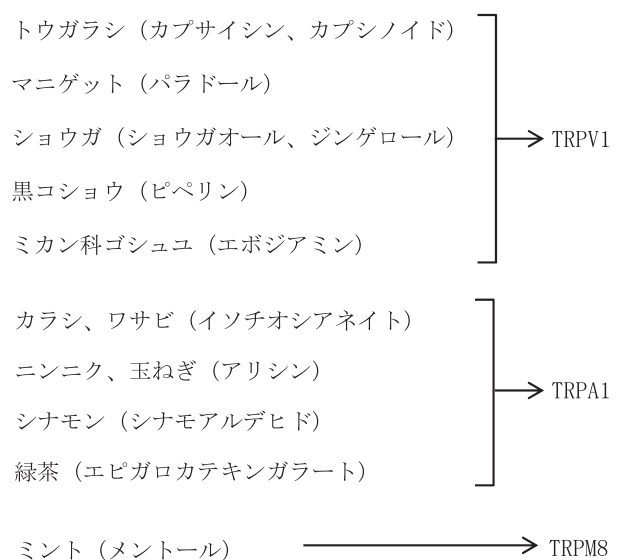 トウガラシ（カプサイシン、カプシノイド）
マニゲット（パラドール）
ショウガ（ショウガオール、ジンゲロール）
TRPV1
黒コショウ（ピペリン）
ミカン科ゴシュユ（エボジアミン）
カラシ、ワサビ（イソチオシアネイト）
ニンニク、玉ねぎ（アリシン）
TRPA1
シナモン（シナモアルデヒド）
緑茶（エピガロカテキンガラート）
ミント（メントール）
TRPM8